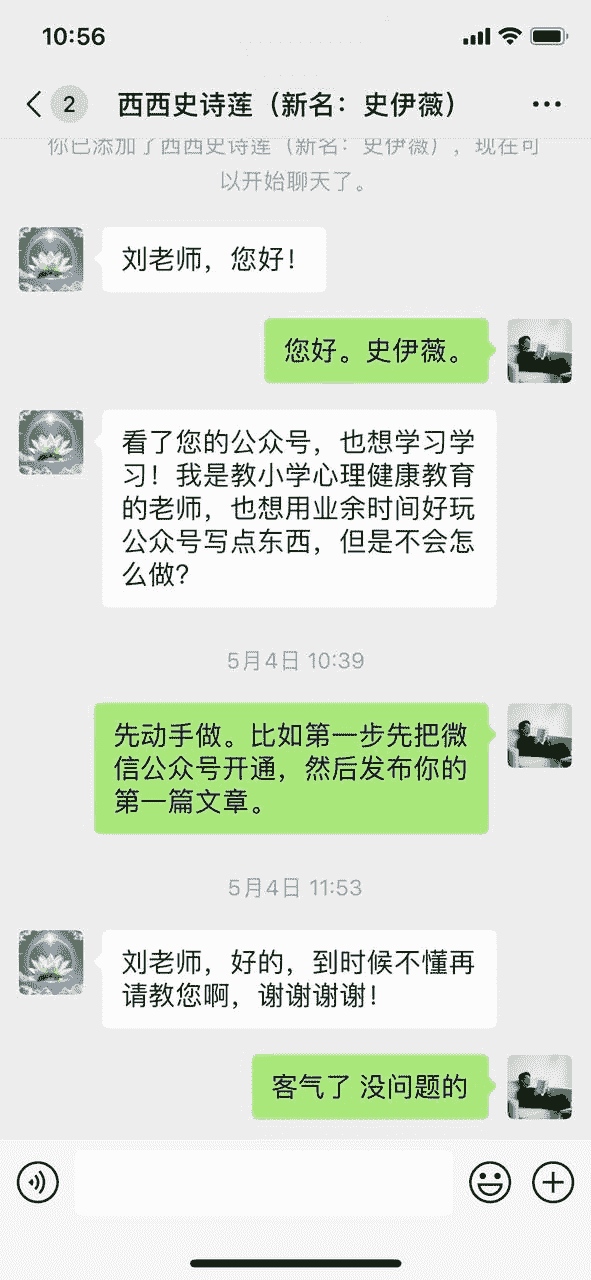 10:56
2
西西史诗莲（新名：史伊薇）
你已添加了西西史诗莲（新名：史伊薇），现在可
以开始聊天了。
刘老师，您好！
您好。史伊薇。
看了您的公众号，也想学习学
习！我是教小学心理健康教育
的老师，也想用业余时间好玩
公众号写点东西，但是不会怎
么做？
5月4日 10:39
先动手做。比如第一步先把微
信公众号开通，然后发布你的
第一篇文章。
5月4日 11:53
刘老师，好的，到时候不懂再
请教您啊，谢谢谢谢！
客气了 没问题的